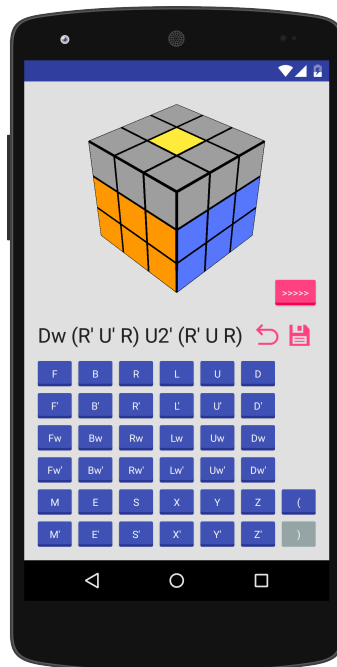 >>>>>
Dw (R' U' R) U2' (R' U R)
F B R L U D
F' B' R' L' U' D'
Fw Bw Rw Lw Uw Dw
Fw' Bw' Rw' Lw' Uw' Dw'
M E S X Y Z (
M' E' S' X' Y' Z' )